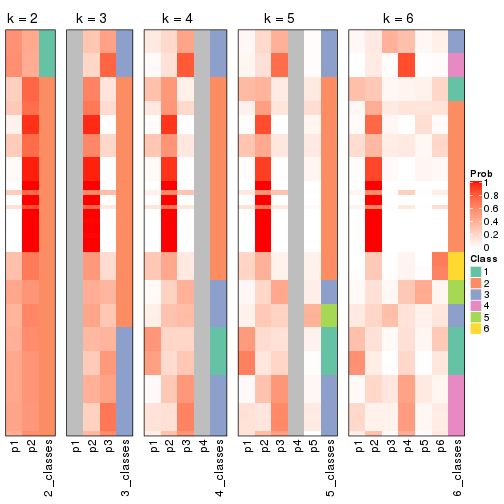 k = 2
k = 3
k = 4
k = 5
k = 6
Prob
1
0.8
0.6
0.4
0.2
0
Class
1
2
3
4
5
6
p1
p2
2_classes
p1
p2
p3
3_classes
p1
p2
p3
p4
4_classes
p1
p2
p3
p4
p5
5_classes
p1
p2
p3
p4
p5
p6
6_classes